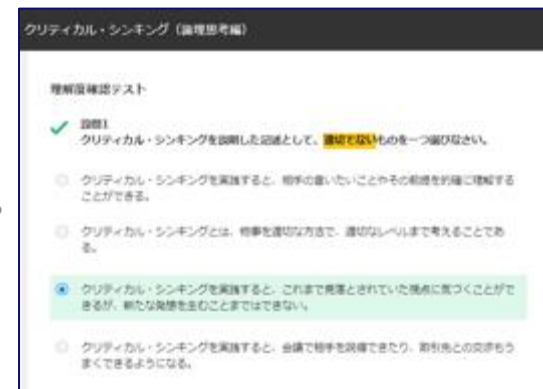 クリティカル・シンキング（論理思考編）
理解度確認テスト
設問1
クリティカル・シンキングを説明した記述として、適切でないものを一つ選びなさい。
クリティカル・シンキングを実践すると、相手の言いたいことやその前提を的確に理解する
ことができる。
クリティカル・シンキングとは、物事を適切な方法で、適切なレベルまで考えることであ
る。
クリティカル・シンキングを実践すると、これまで見落とされていた視点に気づくことがで
きるが、新たな発想を生むことまではできない。
クリティカル・シンキングを実践すると、会議で相手を説得できたり、取引先との交渉もう
まくできるようになる。